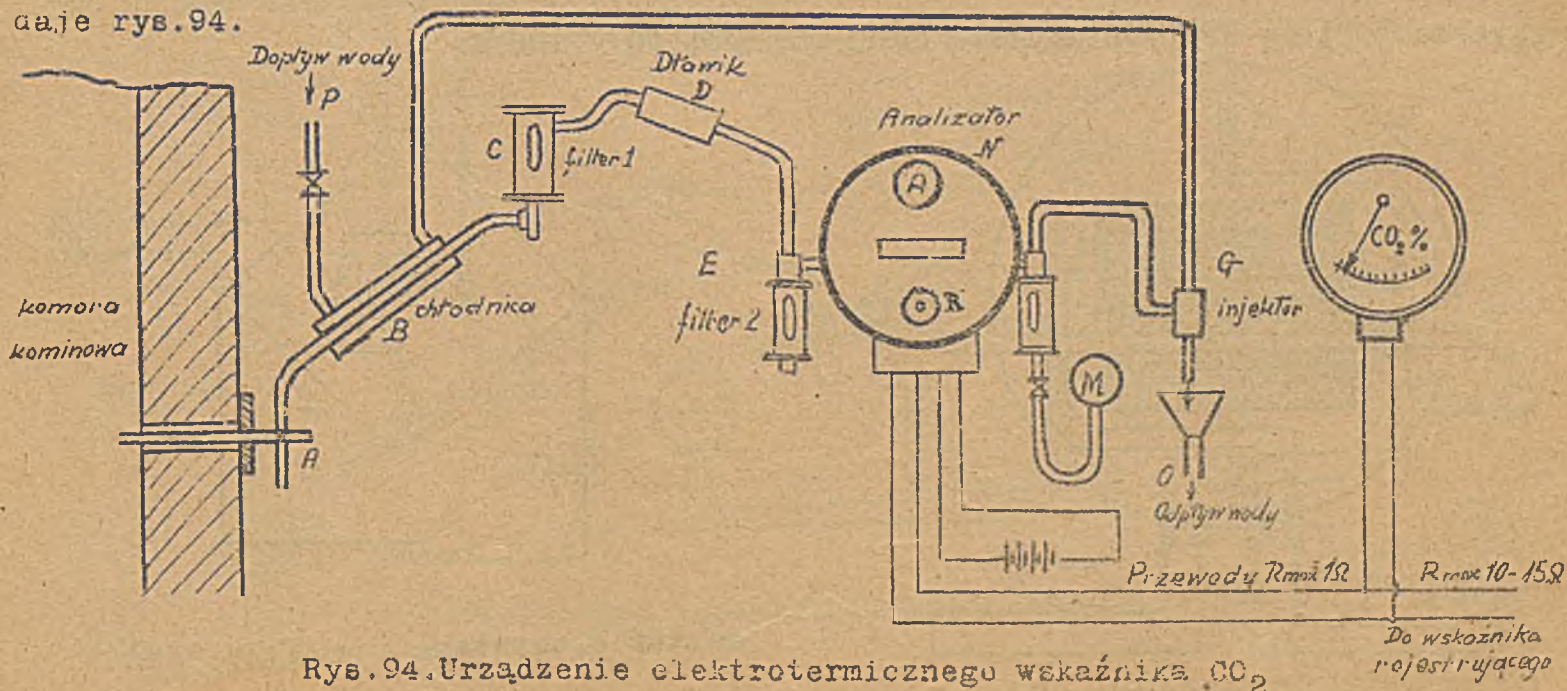 daje rys.94.
Dopływ wody
P
Dławik
D
C
filter 1
Analizator
N
A
CO₂%
E
filter 2
R
G
injektor
komora
kominowa
chłodnica
B
M
A
O
Odpływ wody
Przewody Rmax 1Ω
Rmax 10-15Ω
Do wskaźnika
rejestrującego
Rys.94.Urządzenie elektrotermicznego wskaźnika CO₂